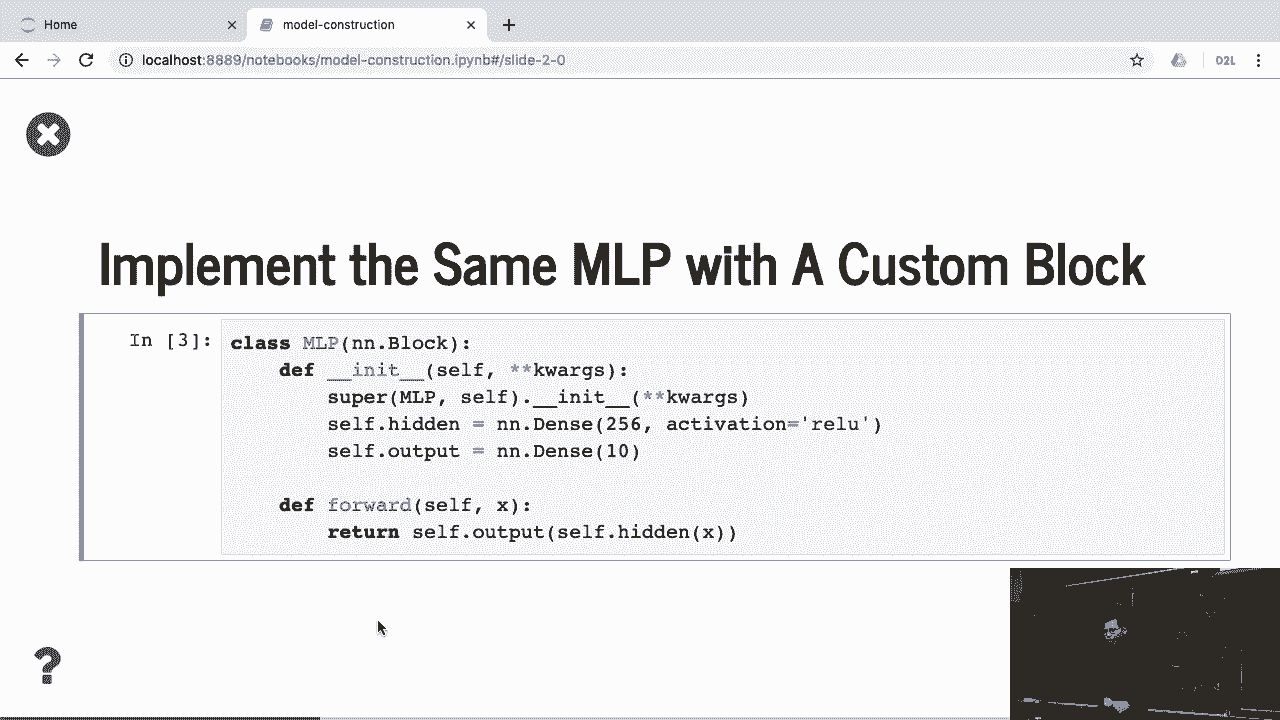 Home
model-construction
localhost:8889/notebooks/model-construction.ipynb#/slide-2-0
D2L
Implement the Same MLP with A Custom Block
In [3]:
class MLP(nn.Block):
    def __init__(self, **kwargs):
        super(MLP, self).__init__(**kwargs)
        self.hidden = nn.Dense(256, activation='relu')
        self.output = nn.Dense(10)
    def forward(self, x):
        return self.output(self.hidden(x))
?